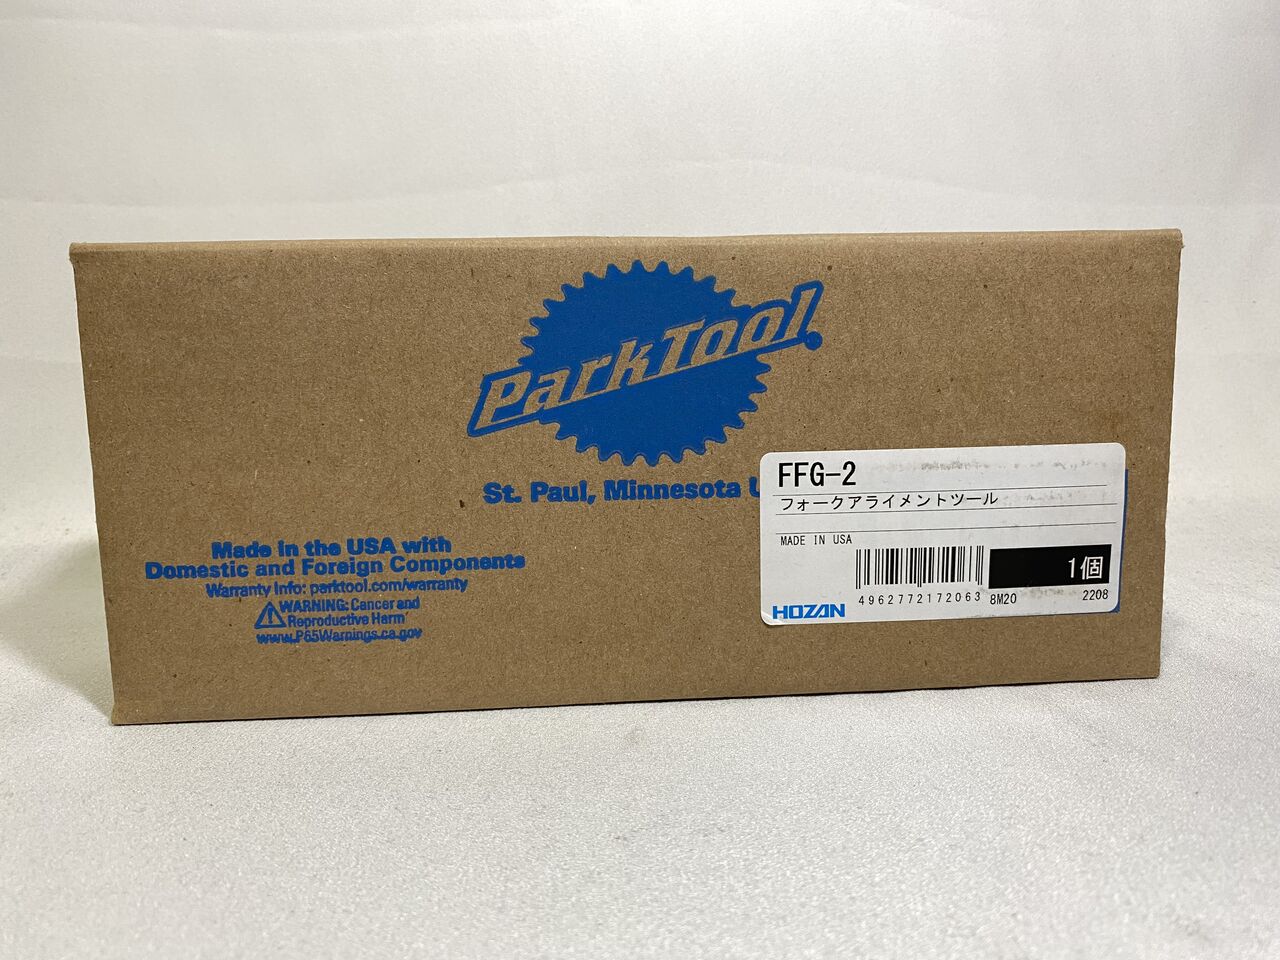 ParkTool
St. Paul, Minnesota U
Made in the USA with
Domestic and Foreign Components
Warranty Info: parktool.com/warranty
WARNING: Cancer and
Reproductive Harm
www.P65Warnings.ca.gov
FFG-2
フォークアライメントツール
MADE IN USA
1個
4962772172063 8M20 2208
HOZAN